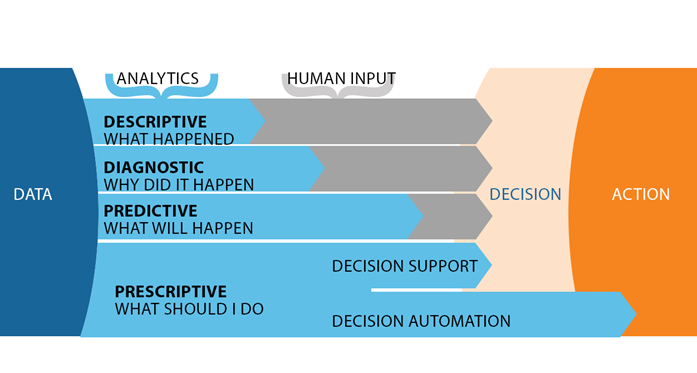 ANALYTICS
HUMAN INPUT
DESCRIPTIVE
WHAT HAPPENED
DIAGNOSTIC
WHY DID IT HAPPEN
PREDICTIVE
WHAT WILL HAPPEN
DATA
DECISION
ACTION
DECISION SUPPORT
PRESCRIPTIVE
WHAT SHOULD I DO
DECISION AUTOMATION